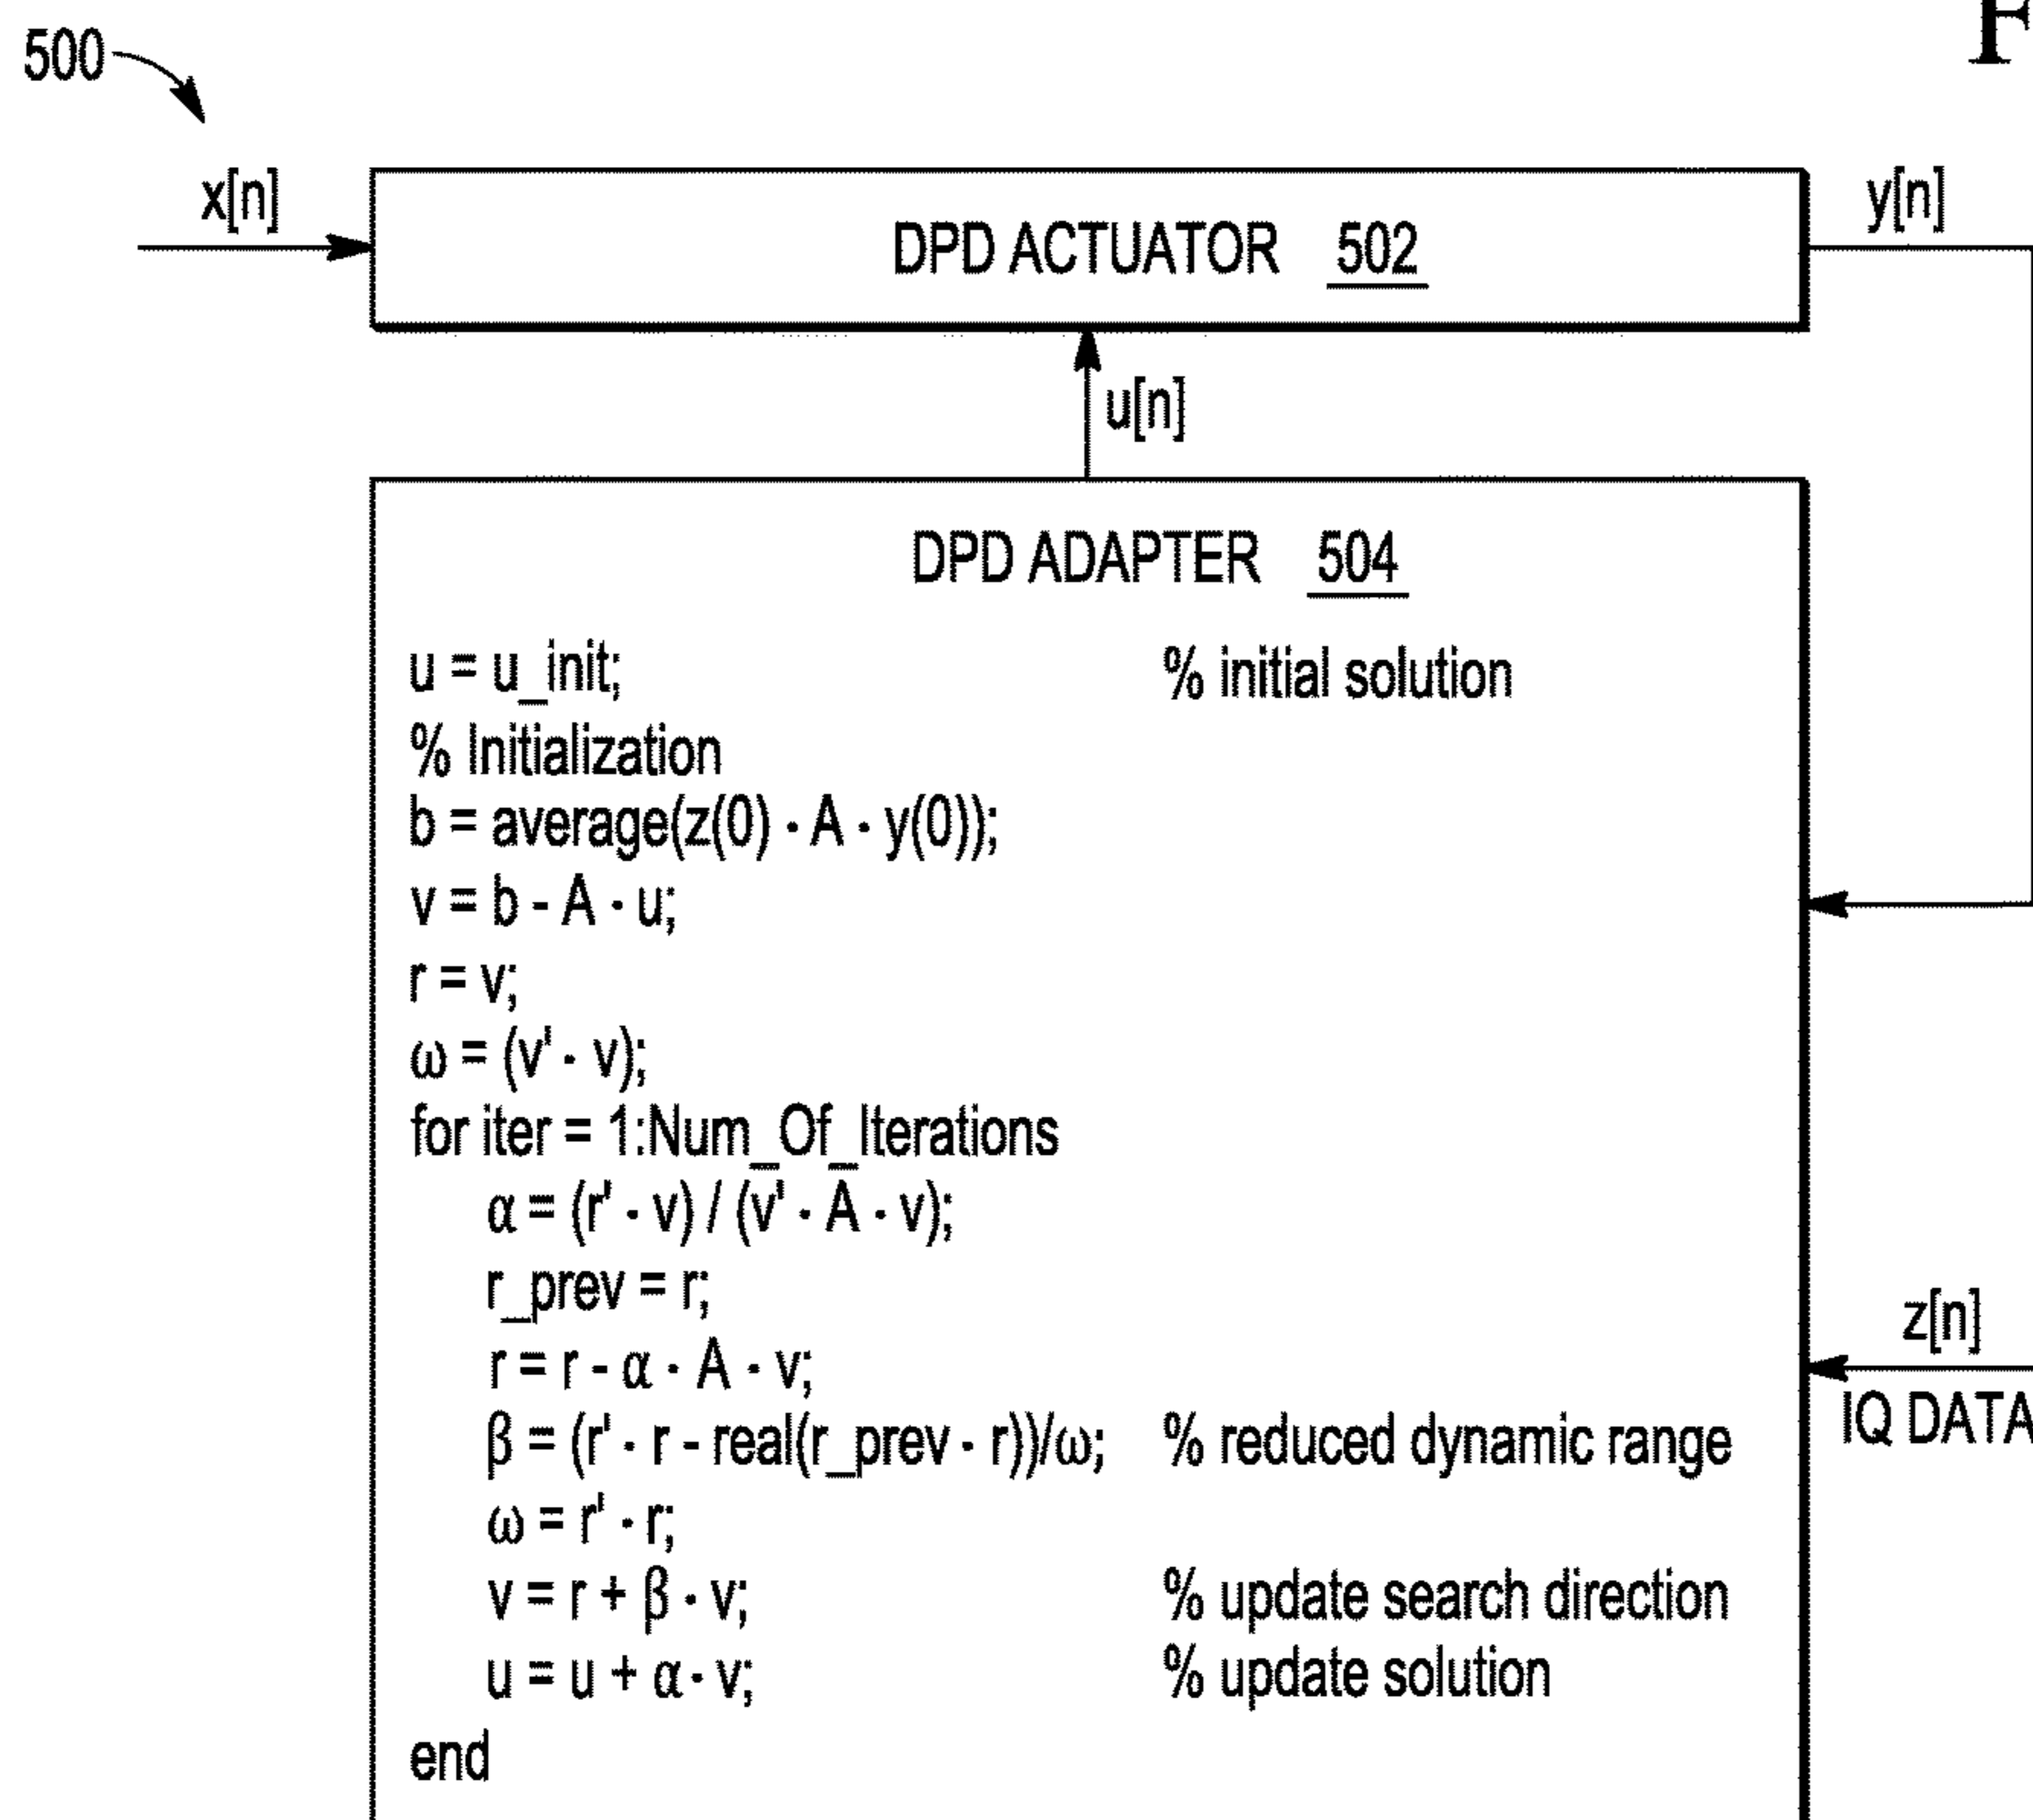 F
500
x[n]
DPD ACTUATOR 502
y[n]
u[n]
DPD ADAPTER 504
u = u_init; % initial solution
% Initialization
b = average(z(0) · A · y(0));
v = b - A · u;
r = v;
ω = (v' · v);
for iter = 1:Num_Of_Iterations
α = (r' · v) / (v' · A · v);
r_prev = r;
r = r - α · A · v;
β = (r' · r - real(r_prev · r))/ω; % reduced dynamic range
ω = r' · r;
v = r + β · v; % update search direction
u = u + α · v; % update solution
end
z[n]
IQ DATA